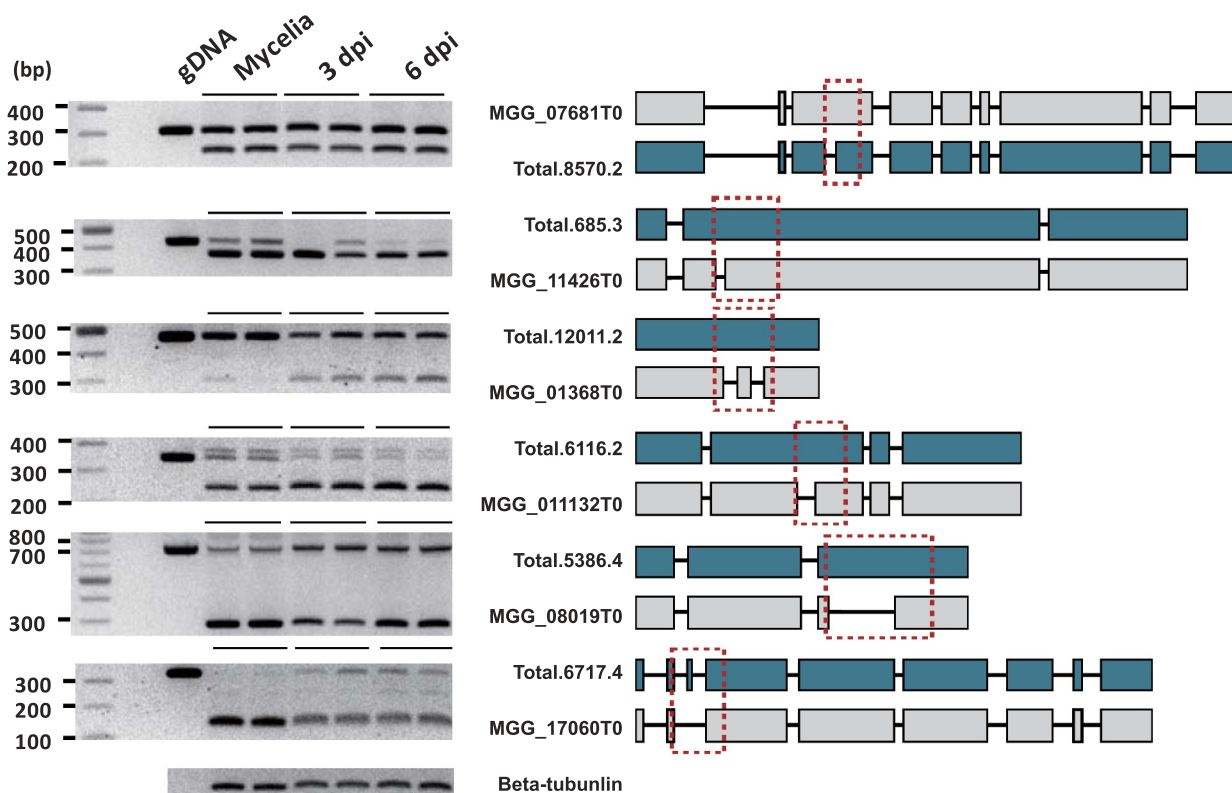 (bp) gDNA Mycelia 3 dpi 6 dpi
400
300
200
MGG_07681T0
Total.8570.2
500
400
300
Total.685.3
MGG_11426T0
500
400
300
Total.12011.2
MGG_01368T0
400
300
200
Total.6116.2
MGG_011132T0
800
700
300
Total.5386.4
MGG_08019T0
300
200
100
Total.6717.4
MGG_17060T0
Beta-tubunlin